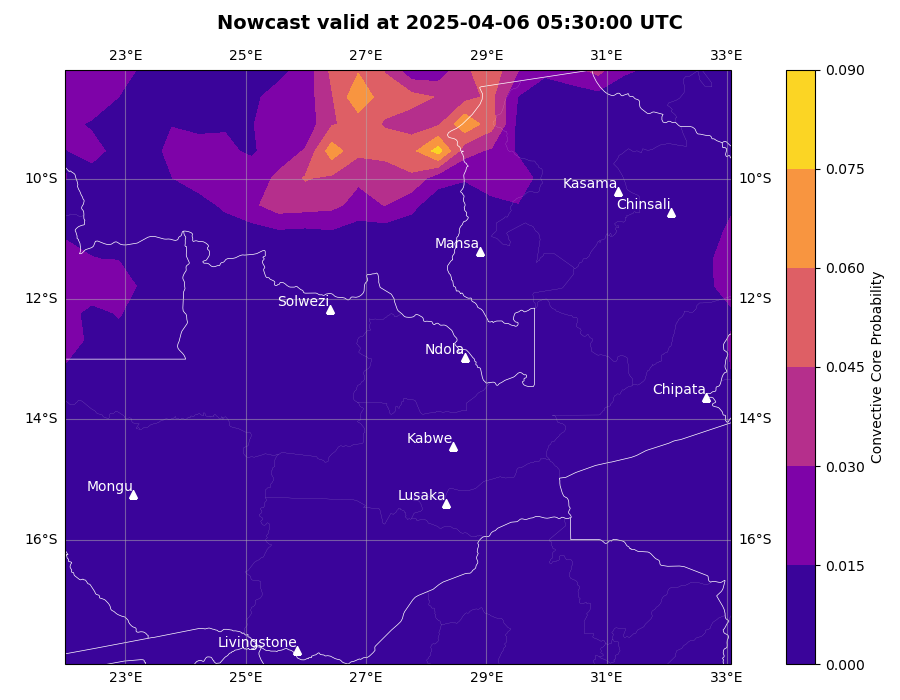 Nowcast valid at 2025-04-06 05:30:00 UTC
23°E 25°E 27°E 29°E 31°E 33°E
0.090
0.075
10°S Kasama 10°S
Chinsali
Mansa
0.060
12°S Solwezi 12°S
Ndola
0.045
Chipata
14°S 14°S
Kabwe
0.030
Mongu Lusaka
16°S 16°S
0.015
Livingstone
0.000
23°E 25°E 27°E 29°E 31°E 33°E
Convective Core Probability